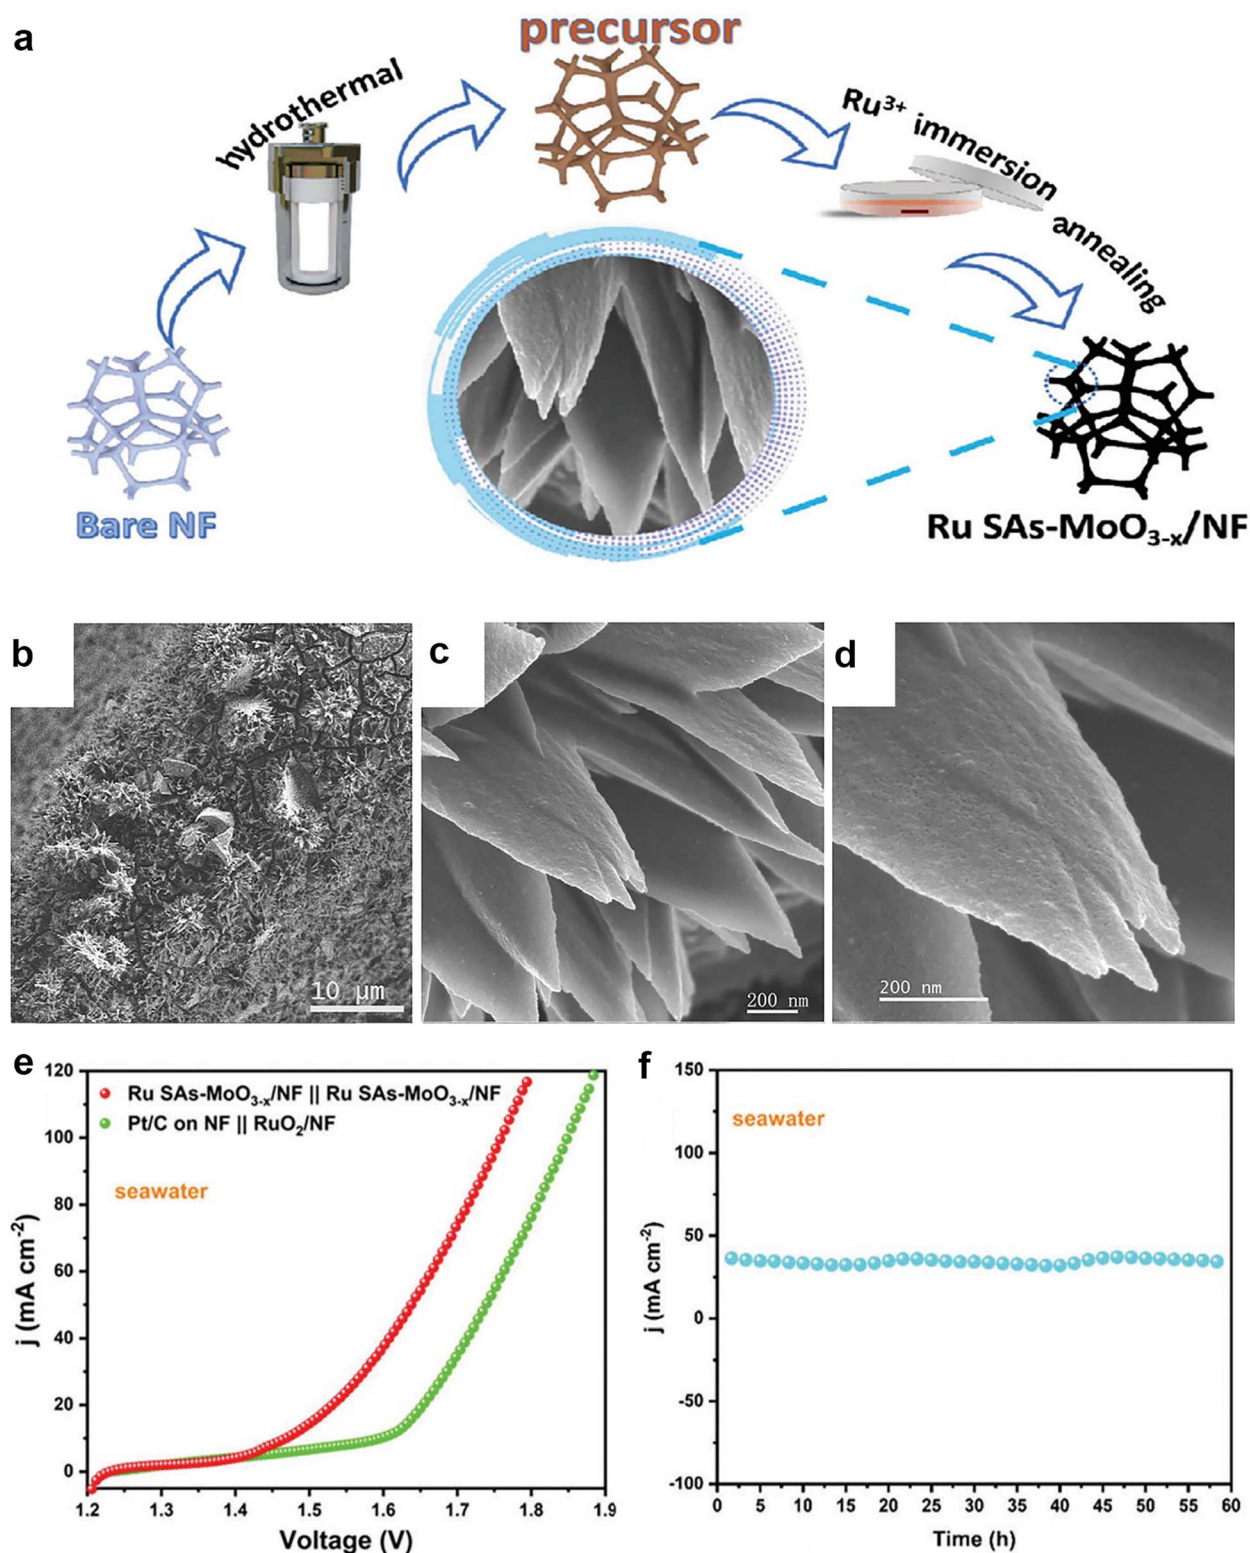 a
precursor
hydrothermal
Ru³⁺ immersion
annealing
Bare NF
Ru SAs-MoO₃₋ₓ/NF
b
10 μm
c
200 nm
d
200 nm
e
Ru SAs-MoO₃₋ₓ/NF || Ru SAs-MoO₃₋ₓ/NF
Pt/C on NF || RuO₂/NF
seawater
j (mA cm⁻²)
120
100
80
60
40
20
0
1.2 1.3 1.4 1.5 1.6 1.7 1.8 1.9
Voltage (V)
f
seawater
j (mA cm⁻²)
150
100
50
0
-50
-100
0 5 10 15 20 25 30 35 40 45 50 55 60
Time (h)